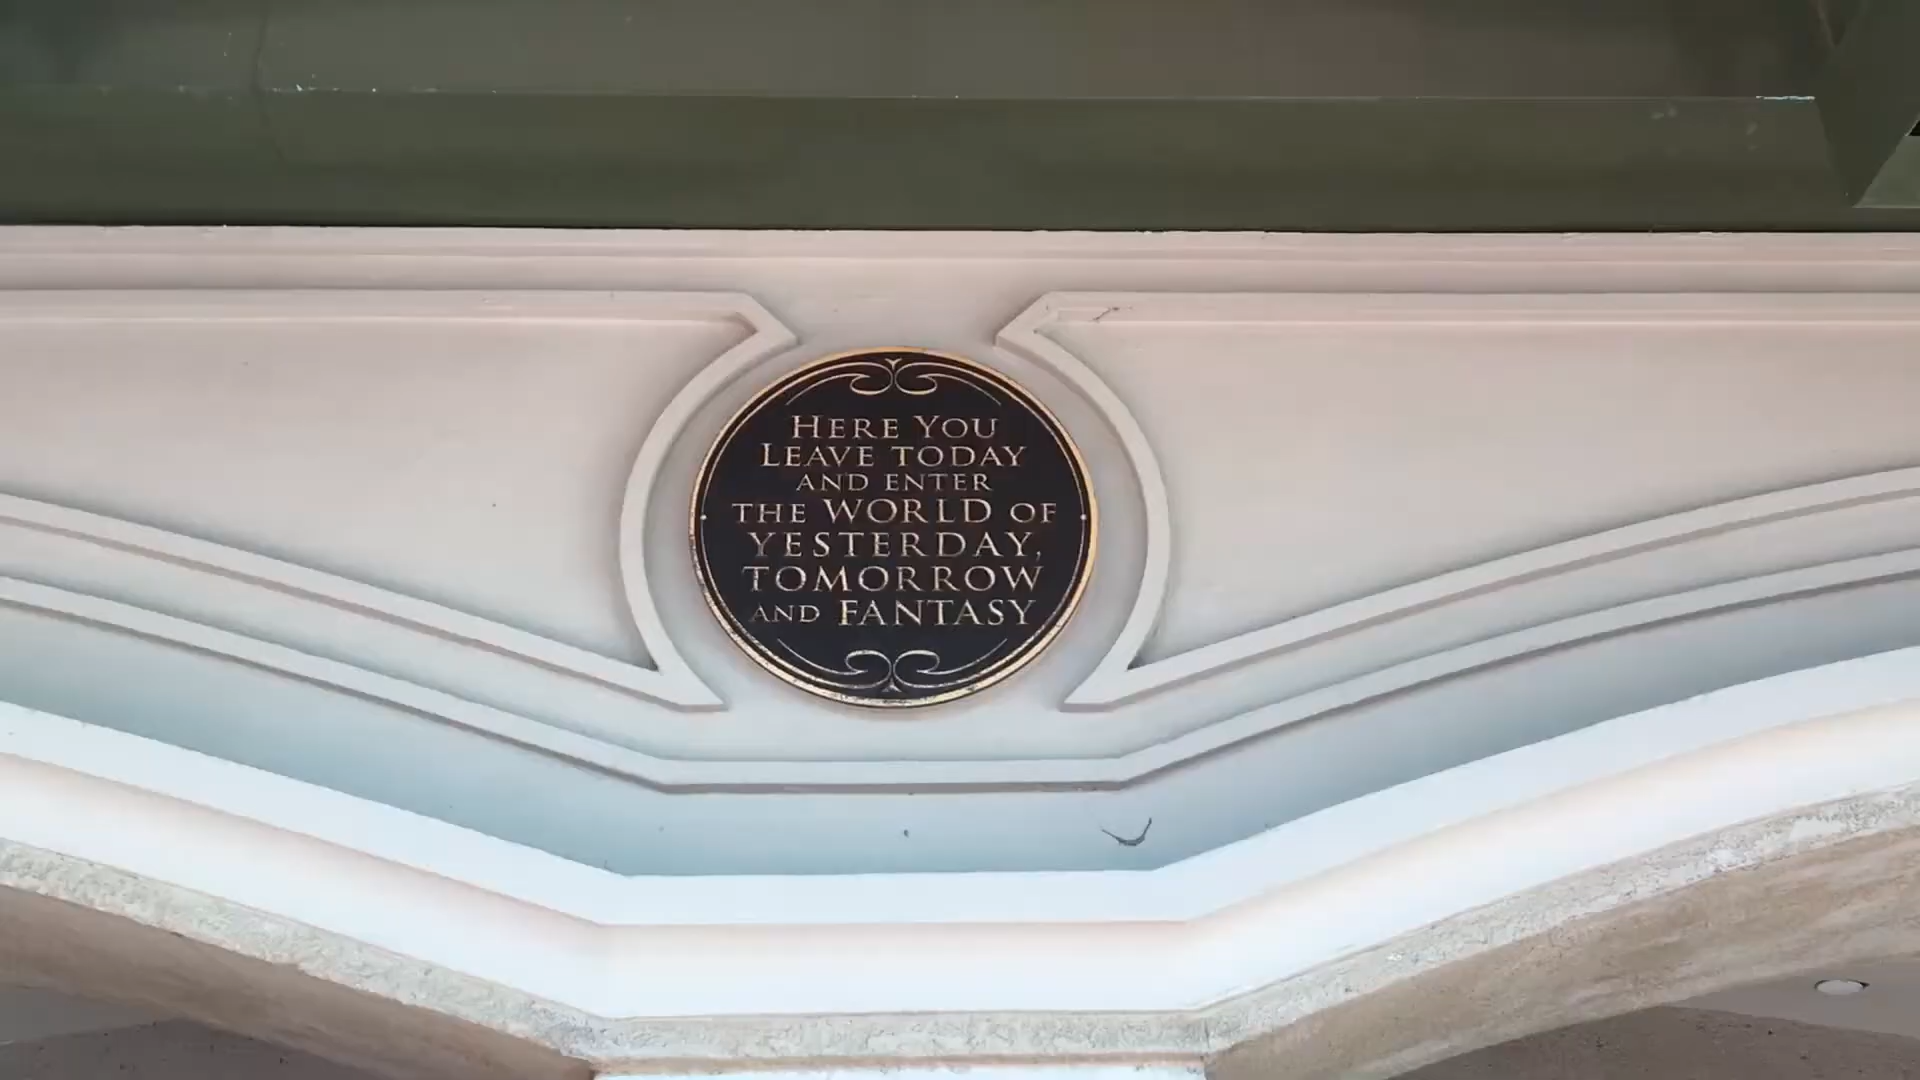 HERE YOU
LEAVE TODAY
AND ENTER
THE WORLD OF
YESTERDAY,
TOMORROW
AND FANTASY